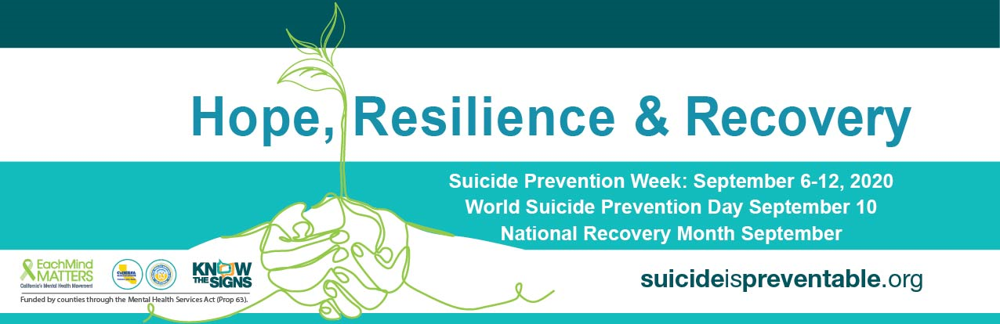 Hope, Resilience & Recovery
Suicide Prevention Week: September 6-12, 2020
World Suicide Prevention Day September 10
National Recovery Month September
EachMind
MATTERS
California's Mental Health Movement
CalMHSA
KNOW
THE SIGNS
Funded by counties through the Mental Health Services Act (Prop 63).
suicideispreventable.org